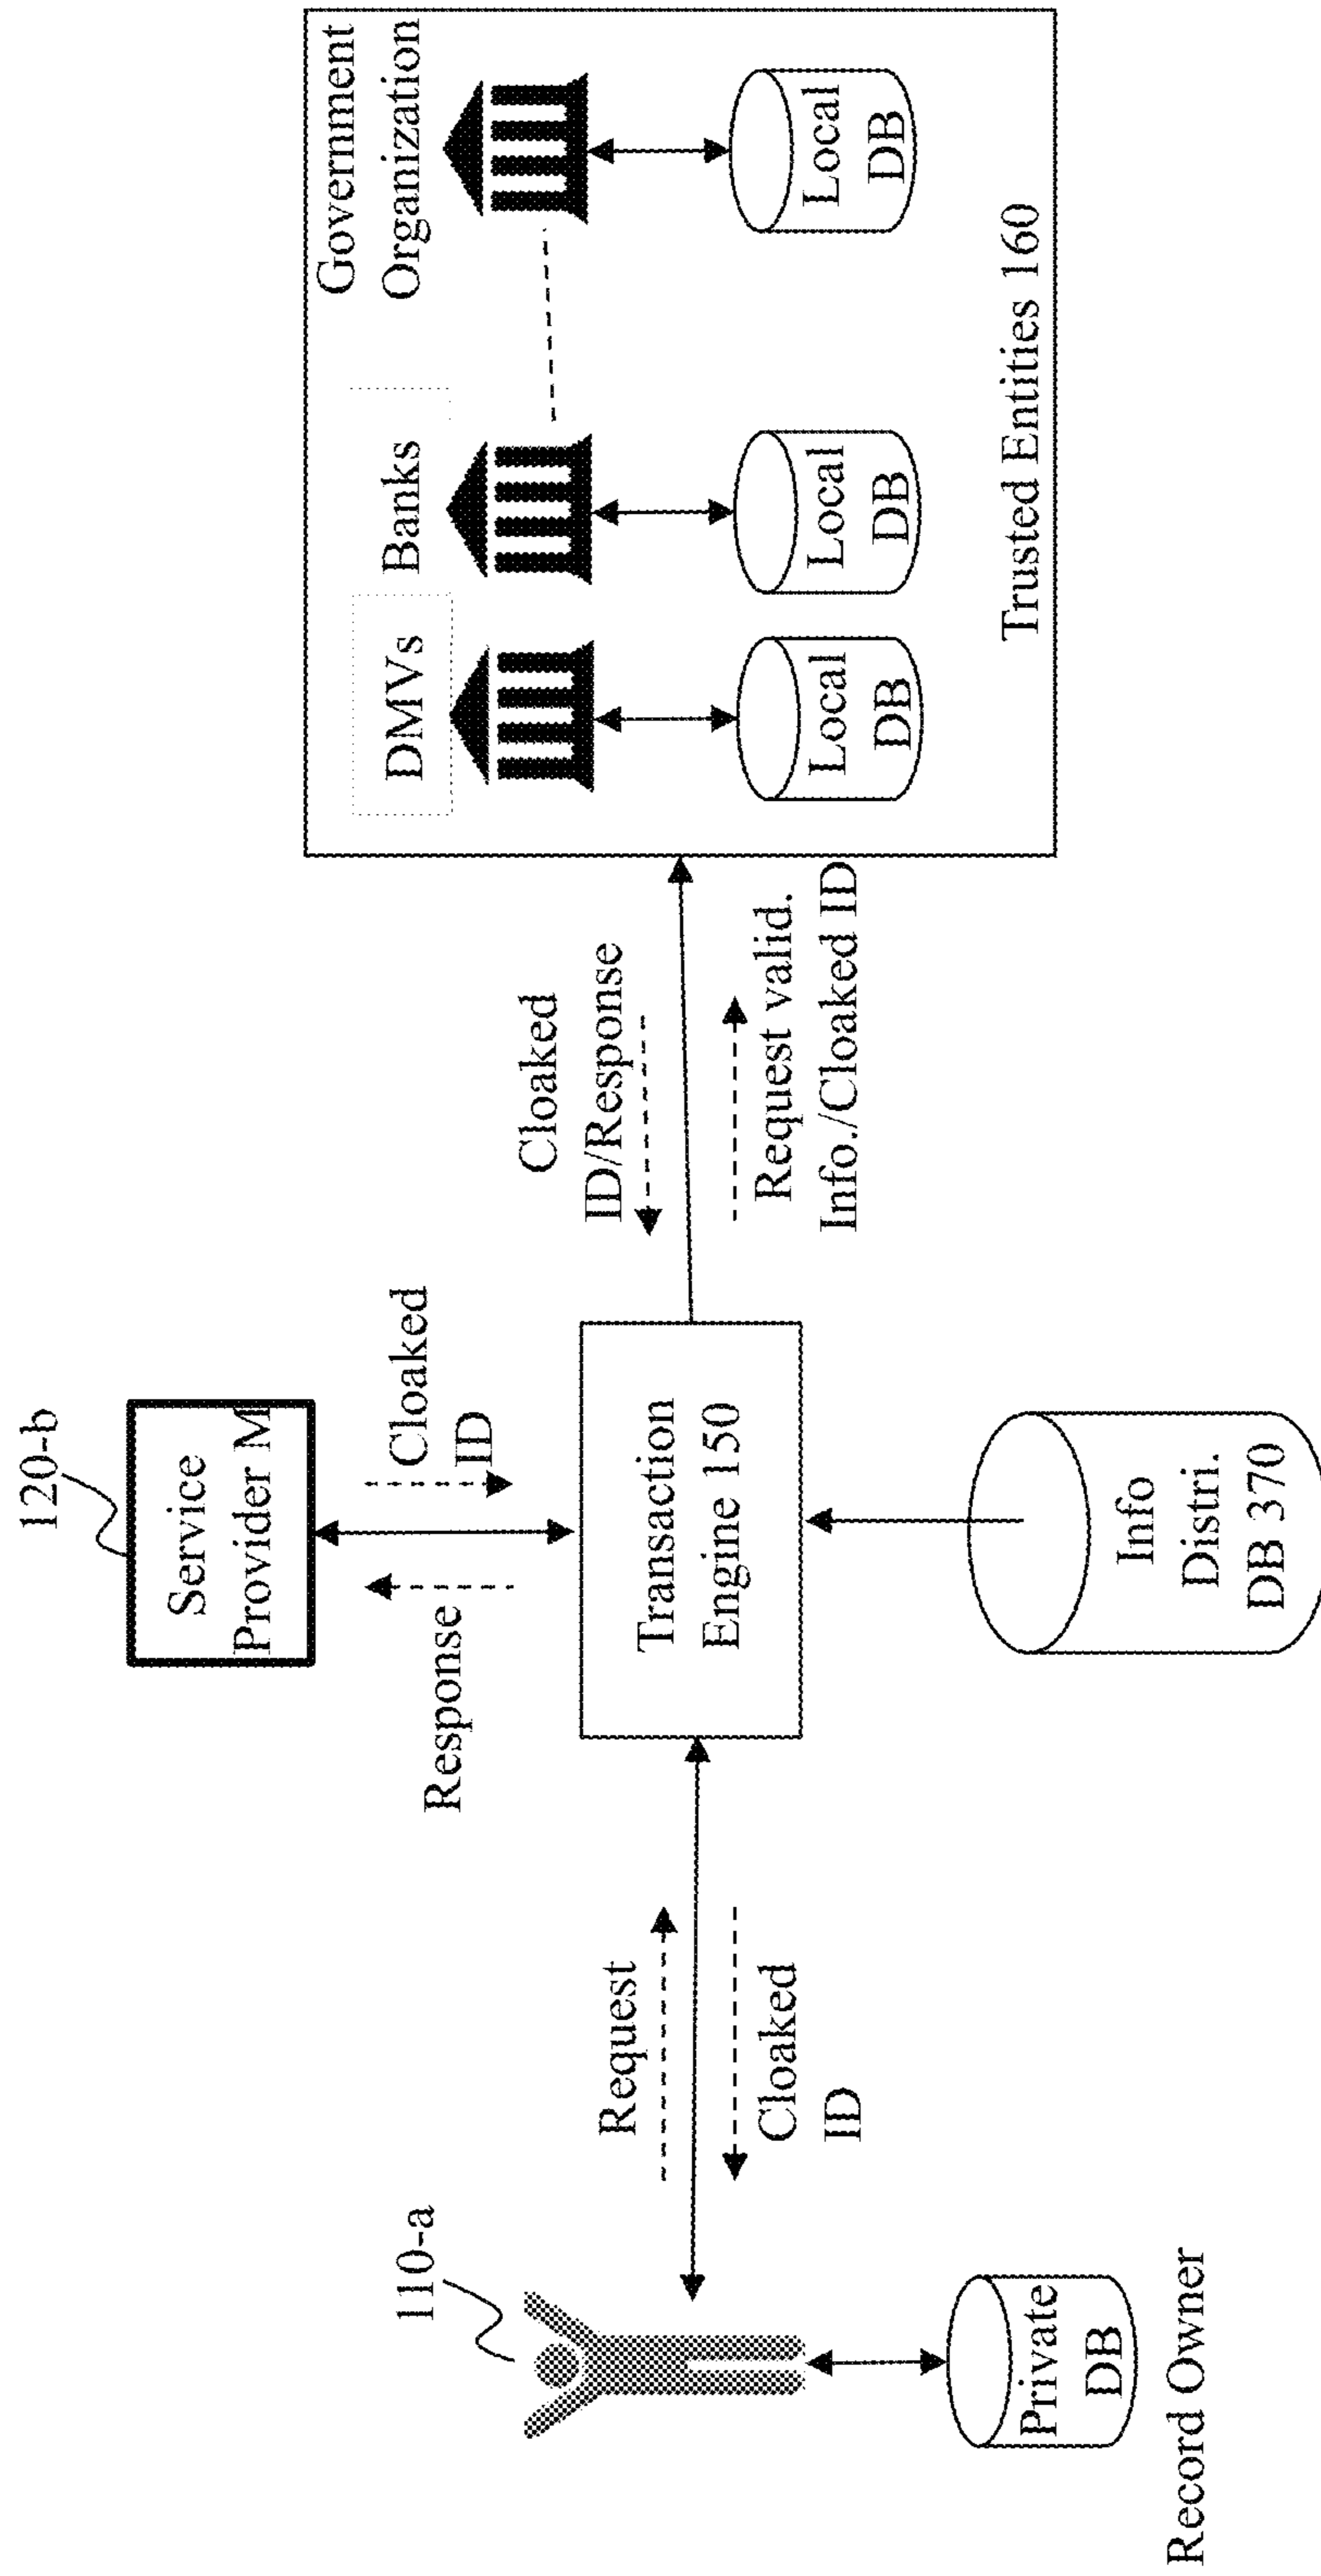 120-b
Service
Provider M
Response
Cloaked
ID
110-a
Request
Cloaked
ID
Transaction
Engine 150
Cloaked
ID/Response
Request valid.
Info./Cloaked ID
Private
DB
Record Owner
Info
Distri.
DB 370
DMVs
Banks
Government
Organization
Local
DB
Local
DB
Local
DB
Trusted Entities 160